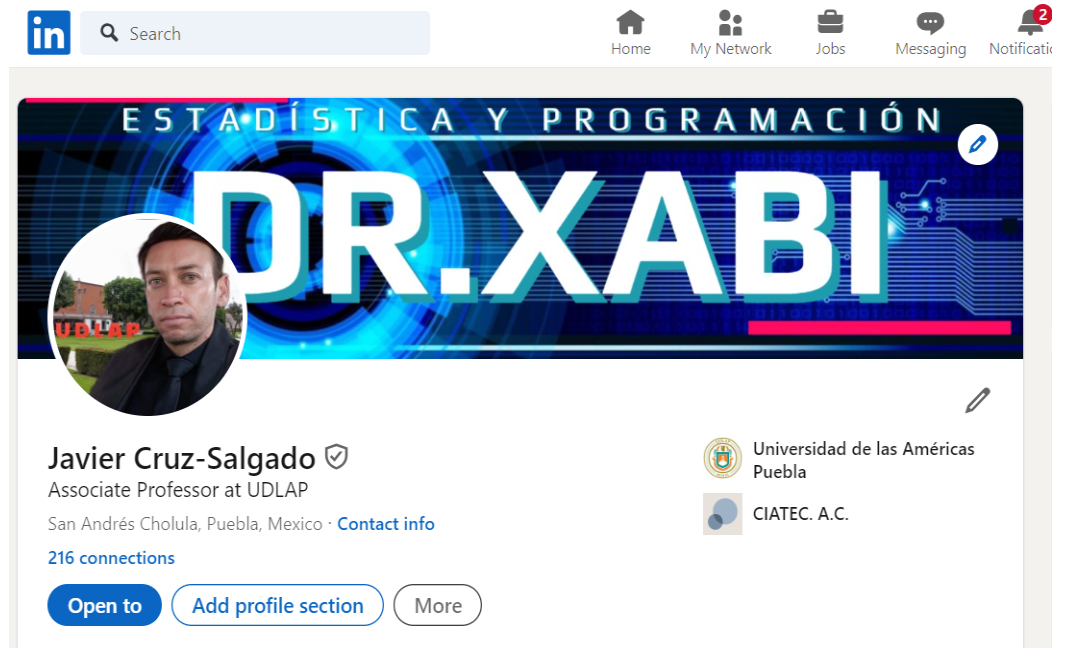 in
Search
Home
My Network
Jobs
Messaging
2
Notificatio
ESTADÍSTICA Y PROGRAMACIÓN
DR.XABI
UDLAP
Javier Cruz-Salgado
Associate Professor at UDLAP
San Andrés Cholula, Puebla, Mexico · Contact info
216 connections
Open to
Add profile section
More
Universidad de las Américas
Puebla
CIATEC. A.C.